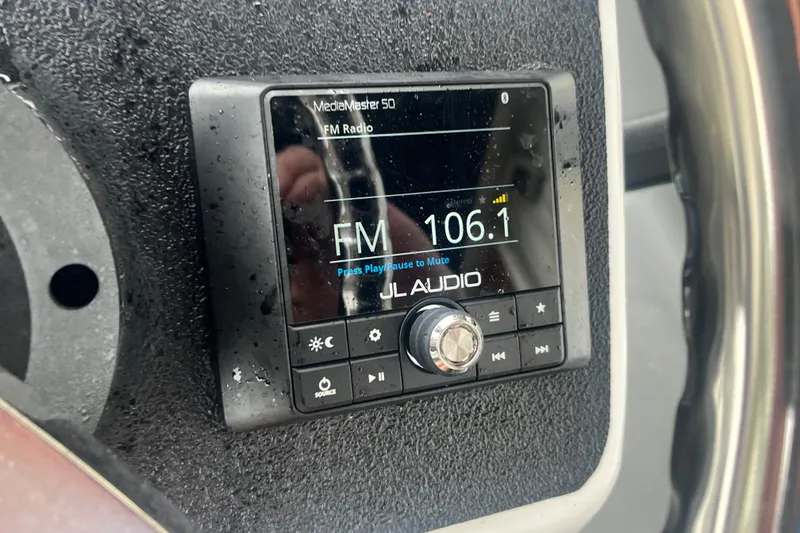 MediaMaster 50
FM Radio
stereo
FM 106.1
Press Play/Pause to Mute
JL AUDIO
SOURCE